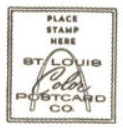 PLACE
STAMP
HERE
ST. LOUIS
Color
POSTCARD
CO.